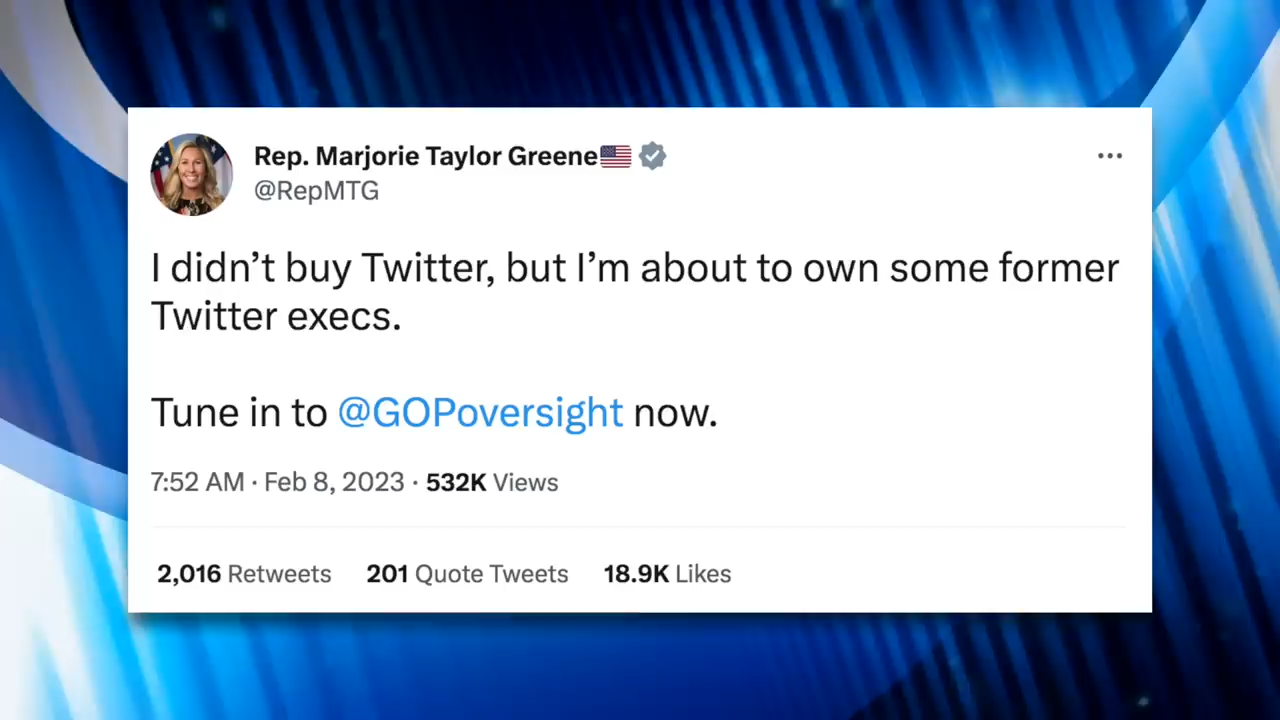 Rep. Marjorie Taylor Greene🇺🇸
@RepMTG
I didn’t buy Twitter, but I’m about to own some former
Twitter execs.
Tune in to @GOPoversight now.
7:52 AM · Feb 8, 2023 · 532K Views
2,016 Retweets 201 Quote Tweets 18.9K Likes